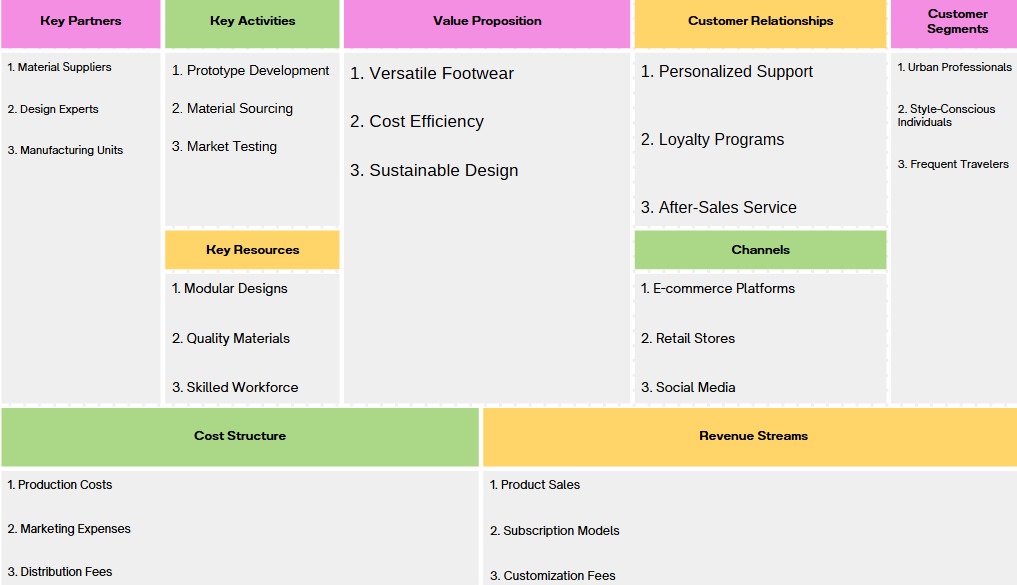 Key Partners
1. Material Suppliers
2. Design Experts
3. Manufacturing Units
Key Activities
1. Prototype Development
2. Material Sourcing
3. Market Testing
Key Resources
1. Modular Designs
2. Quality Materials
3. Skilled Workforce
Value Proposition
1. Versatile Footwear
2. Cost Efficiency
3. Sustainable Design
Customer Relationships
1. Personalized Support
2. Loyalty Programs
3. After-Sales Service
Channels
1. E-commerce Platforms
2. Retail Stores
3. Social Media
Customer
Segments
1. Urban Professionals
2. Style-Conscious
Individuals
3. Frequent Travelers
Cost Structure
1. Production Costs
2. Marketing Expenses
3. Distribution Fees
Revenue Streams
1. Product Sales
2. Subscription Models
3. Customization Fees